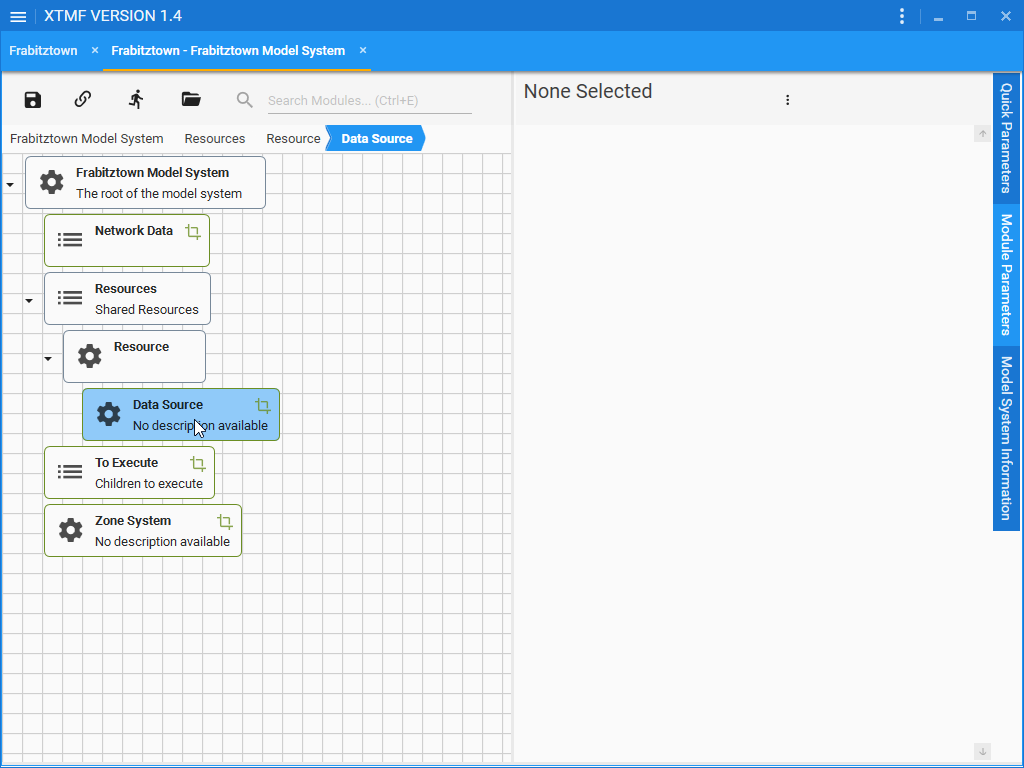 XTMF VERSION 1.4
Frabitztown
Frabitztown - Frabitztown Model System
Search Modules... (Ctrl+E)
Frabitztown Model System
Resources
Resource
Data Source
Frabitztown Model System
The root of the model system
Network Data
Resources
Shared Resources
Resource
Data Source
No description available
To Execute
Children to execute
Zone System
No description available
None Selected
Quick Parameters
Module Parameters
Model System Information